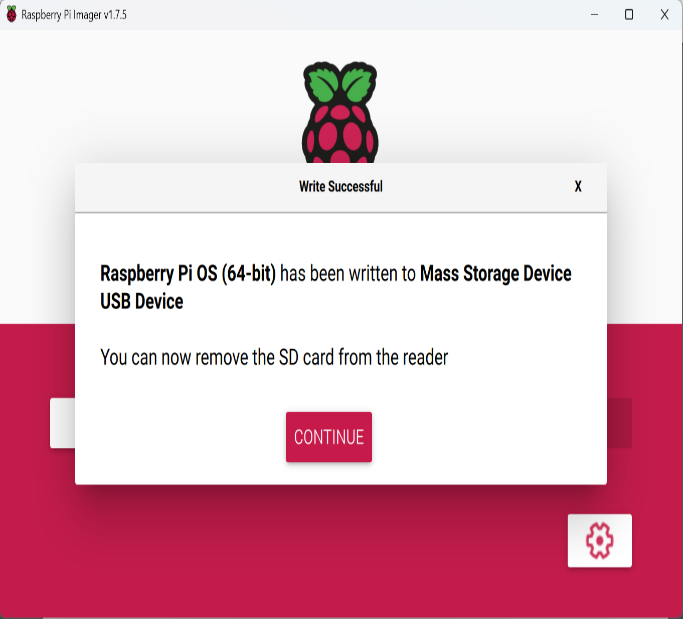 Raspberry Pi Imager v1.7.5
Write Successful
X
Raspberry Pi OS (64-bit) has been written to Mass Storage Device
USB Device
You can now remove the SD card from the reader
CONTINUE